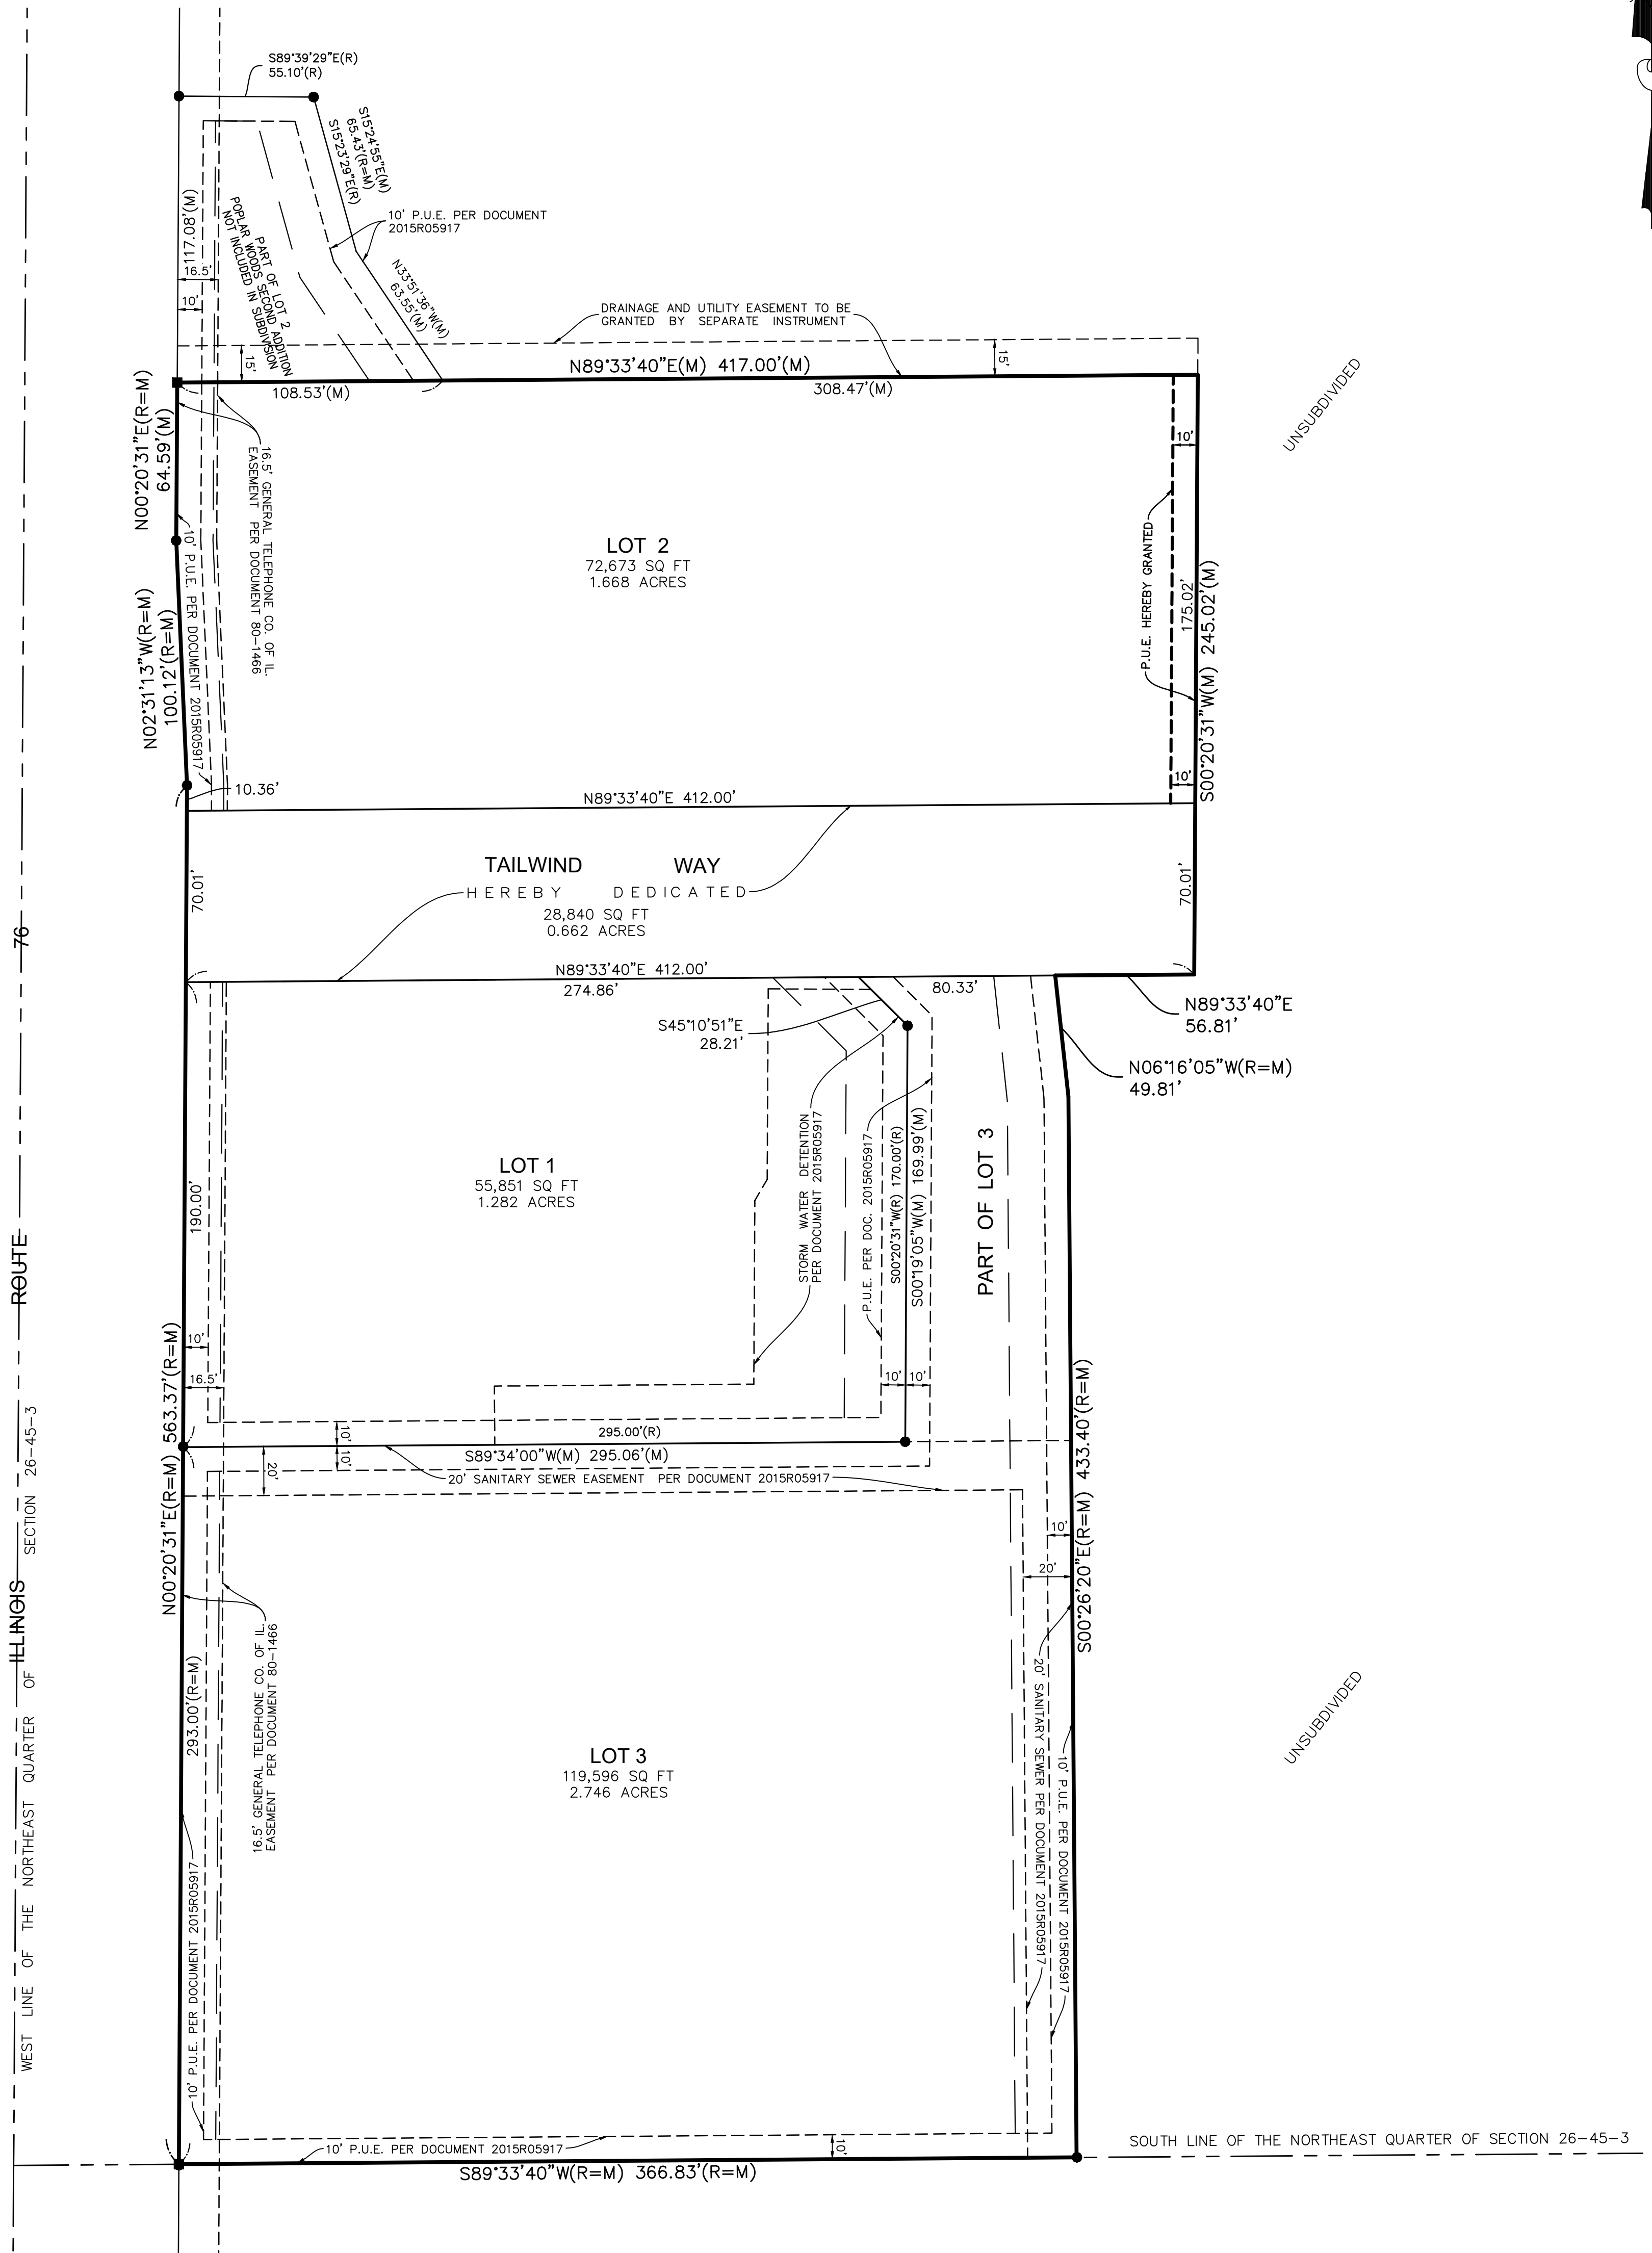 S89°39'29"E(R)
55.10'(R)
S15°24'55"E(M)
65.43'(R=M)
S15°23'29"E(R)
10' P.U.E. PER DOCUMENT
2015R05917
117.08'(M)
16.5'
10'
PART OF LOT 2
POPLAR WOODS SECOND ADDITION
NOT INCLUDED IN SUBDIVISION
N33°51'36"W(M)
63.55'(M)
DRAINAGE AND UTILITY EASEMENT TO BE
GRANTED BY SEPARATE INSTRUMENT
15'
15'
N89°33'40"E(M) 417.00'(M)
108.53'(M)
308.47'(M)
UNSUBDIVIDED
N00°20'31"E(R=M)
64.59'(M)
16.5' GENERAL TELEPHONE CO. OF IL.
EASEMENT PER DOCUMENT 80-1466
10' P.U.E. PER DOCUMENT 2015R05917
N02°31'13"W(R=M)
100.12'(R=M)
LOT 2
72,673 SQ FT
1.668 ACRES
10'
P.U.E. HEREBY GRANTED
175.02'
S00°20'31"W(M) 245.02'(M)
10'
10.36'
N89°33'40"E 412.00'
TAILWIND WAY
HEREBY DEDICATED
28,840 SQ FT
0.662 ACRES
70.01'
70.01'
N89°33'40"E 412.00'
274.86'
80.33'
S45°10'51"E
28.21'
N89°33'40"E
56.81'
N06°16'05"W(R=M)
49.81'
LOT 1
55,851 SQ FT
1.282 ACRES
STORM WATER DETENTION
PER DOCUMENT 2015R05917
P.U.E. PER DOC. 2015R05917
S00°20'31"W(R) 170.00'(R)
S00°19'05"W(M) 169.99'(M)
PART OF LOT 3
190.00'
10'
16.5'
10'
10'
10'
10'
20'
295.00'(R)
S89°34'00"W(M) 295.06'(M)
20' SANITARY SEWER EASEMENT PER DOCUMENT 2015R05917
N00°20'31"E(R=M) 563.37'(R=M)
S00°26'20"E(R=M) 433.40'(R=M)
10'
20'
16.5' GENERAL TELEPHONE CO. OF IL.
EASEMENT PER DOCUMENT 80-1466
293.00'(R=M)
10' P.U.E. PER DOCUMENT 2015R05917
LOT 3
119,596 SQ FT
2.746 ACRES
20' SANITARY SEWER PER DOCUMENT 2015R05917
10' P.U.E. PER DOCUMENT 2015R05917
UNSUBDIVIDED
10' P.U.E. PER DOCUMENT 2015R05917
10'
S89°33'40"W(R=M) 366.83'(R=M)
SOUTH LINE OF THE NORTHEAST QUARTER OF SECTION 26-45-3
ILLINOIS ROUTE 76
WEST LINE OF THE NORTHEAST QUARTER OF SECTION 26-45-3